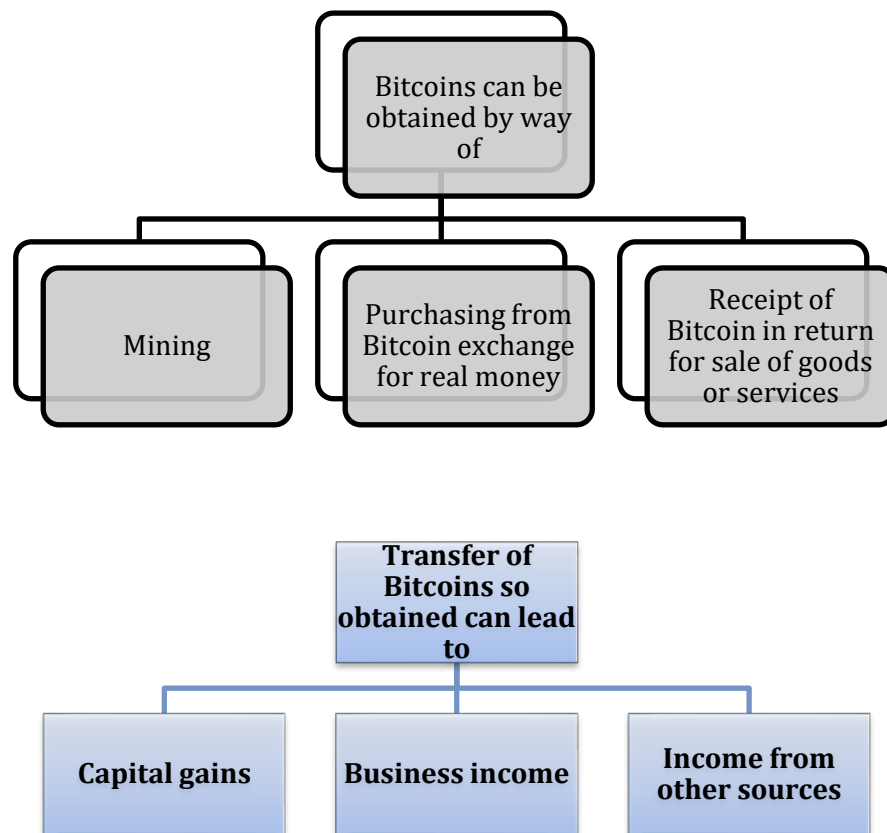 Bitcoins can be
obtained by way
of
Mining
Purchasing from
Bitcoin exchange
for real money
Receipt of
Bitcoin in return
for sale of goods
or services
Transfer of
Bitcoins so
obtained can lead
to
Capital gains
Business income
Income from
other sources